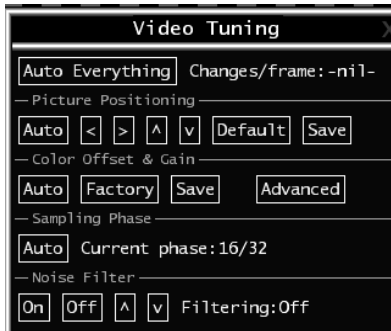 Video Tuning
Auto Everything Changes/frame:-nil-
Picture Positioning
Auto < > ^ v Default Save
Color Offset & Gain
Auto Factory Save Advanced
Sampling Phase
Auto Current phase:16/32
Noise Filter
On Off ^ v Filtering:Off